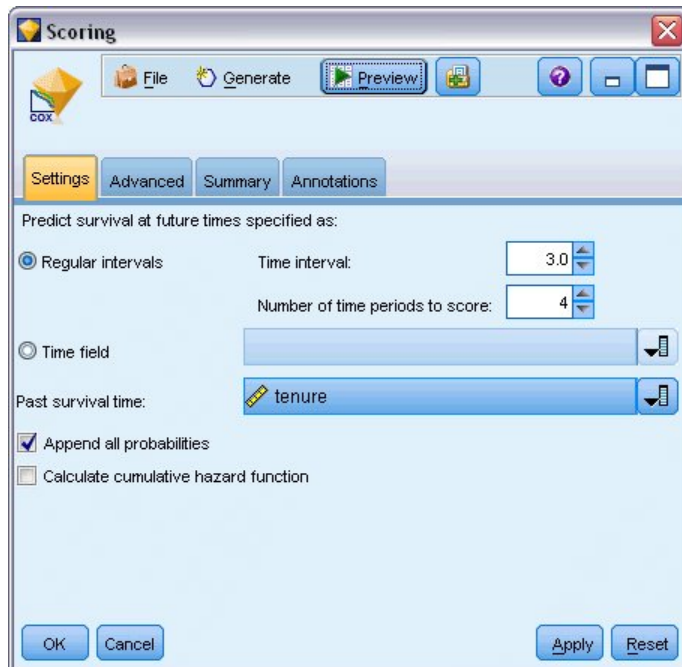 Scoring
File Generate Preview
COX
Settings Advanced Summary Annotations
Predict survival at future times specified as:
Regular intervals Time interval: 3.0
Number of time periods to score: 4
Time field
Past survival time: tenure
Append all probabilities
Calculate cumulative hazard function
OK Cancel Apply Reset